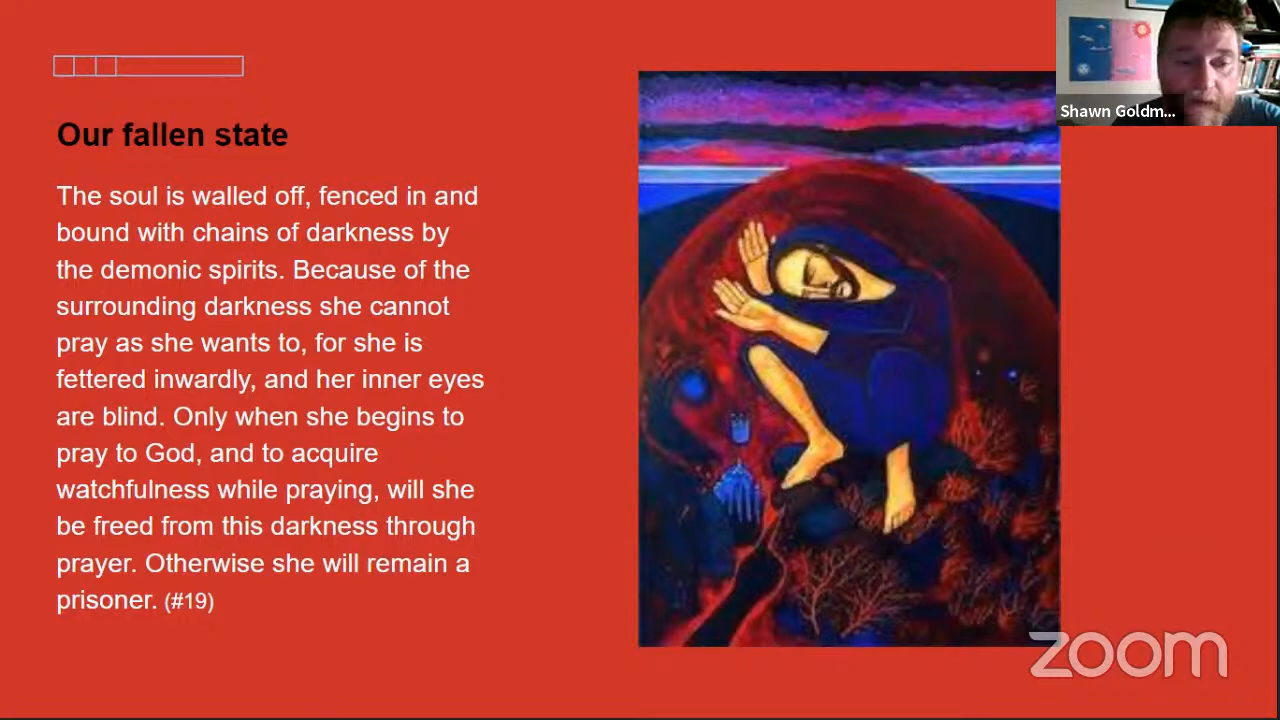 Our fallen state
The soul is walled off, fenced in and
bound with chains of darkness by
the demonic spirits. Because of the
surrounding darkness she cannot
pray as she wants to, for she is
fettered inwardly, and her inner eyes
are blind. Only when she begins to
pray to God, and to acquire
watchfulness while praying, will she
be freed from this darkness through
prayer. Otherwise she will remain a
prisoner. (#19)
Shawn Goldm...
zoom